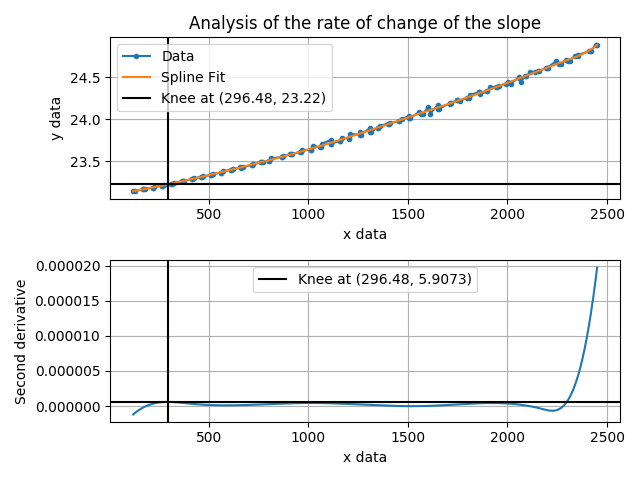 Analysis of the rate of change of the slope
Data
Spline Fit
Knee at (296.48, 23.22)
24.5
24.0
23.5
y data
500
1000
1500
2000
2500
x data
Knee at (296.48, 5.9073)
0.000020
0.000015
0.000010
0.000005
0.000000
Second derivative
500
1000
1500
2000
2500
x data